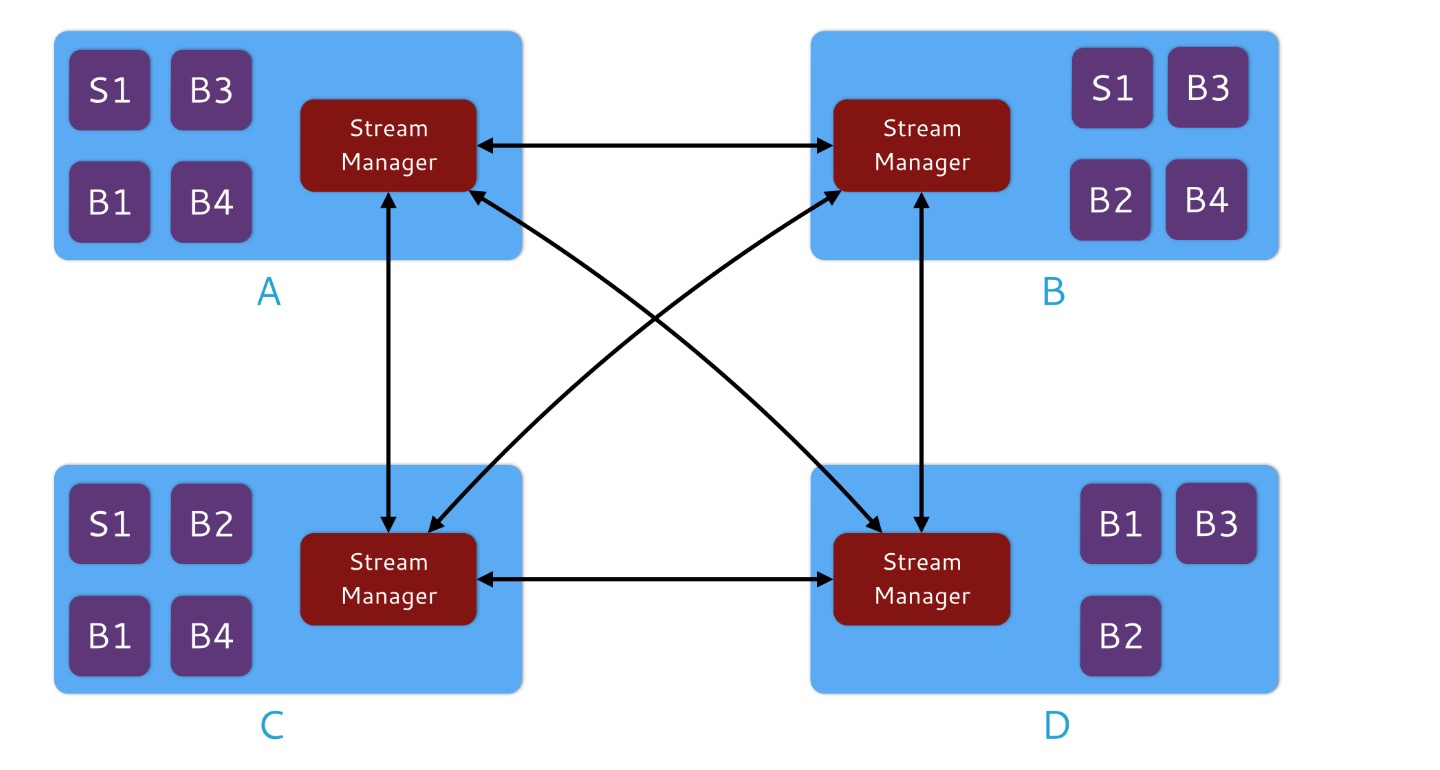 S1 B3
Stream
Manager
B1 B4
A
Stream
Manager
S1 B3
B2 B4
B
S1 B2
Stream
Manager
B1 B4
C
Stream
Manager
B1 B3
B2
D